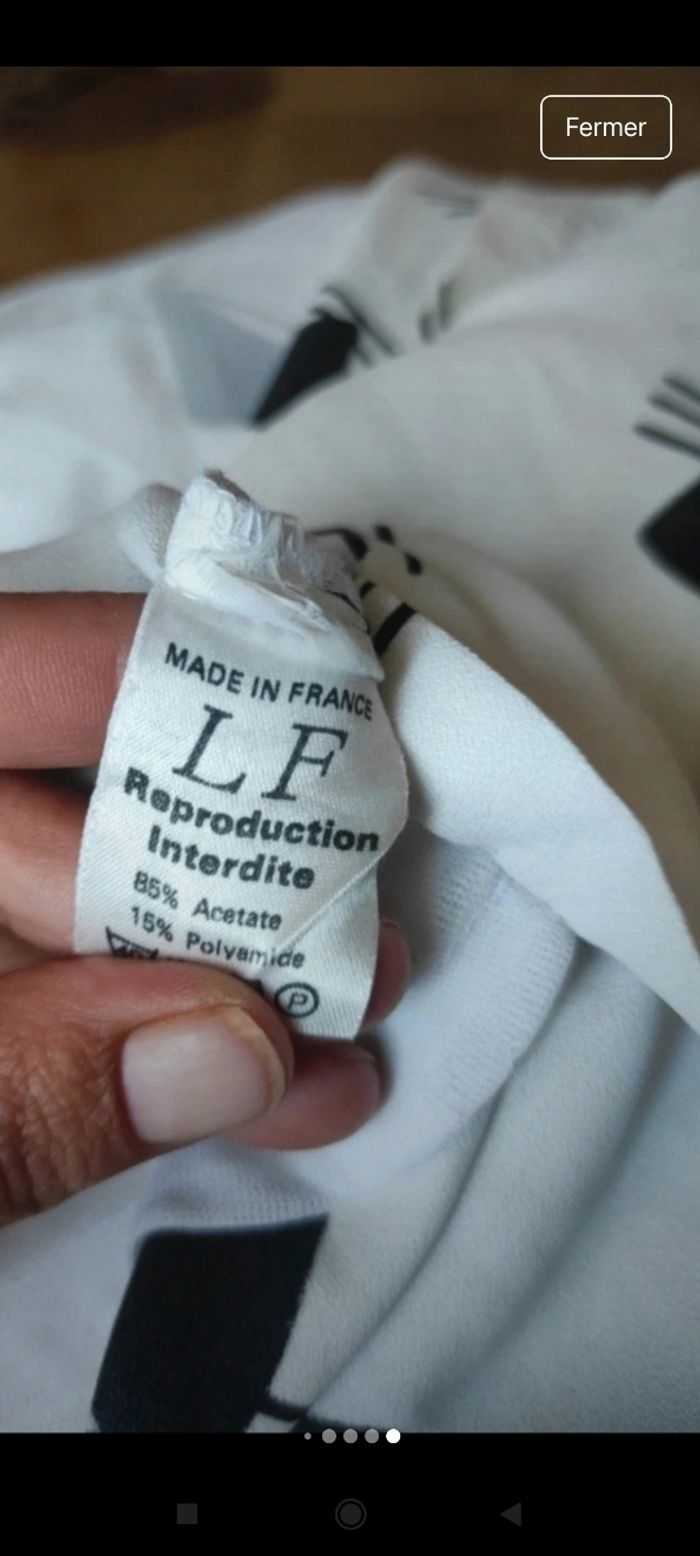 Fermer
MADE IN FRANCE
LF
Reproduction
Interdite
85% Acetate
15% Polyamide
P